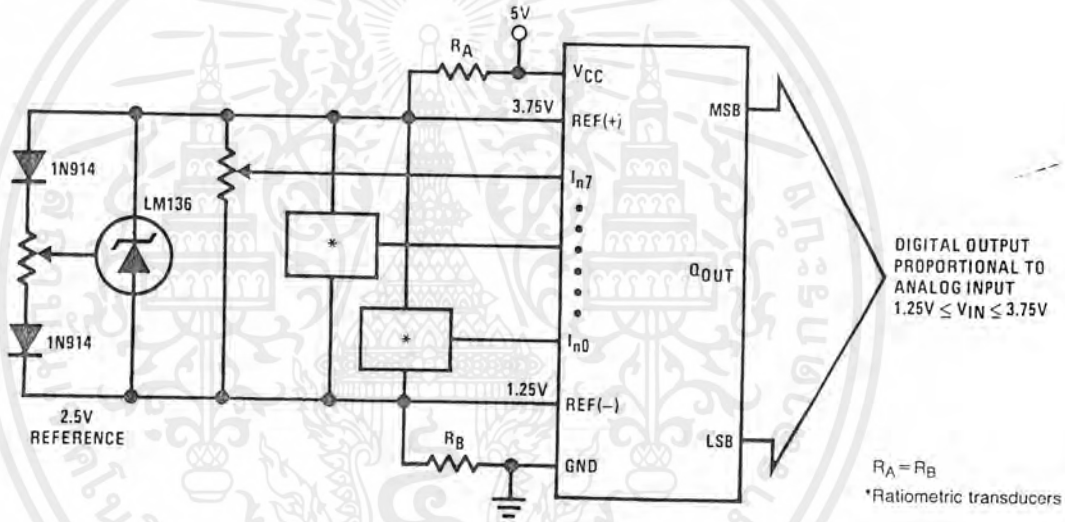 5V
RA
VCC
MSB
3.75V
REF(+)
1N914
In7
LM136
*
DIGITAL OUTPUT
PROPORTIONAL TO
ANALOG INPUT
1.25V ≤ VIN ≤ 3.75V
QOUT
*
1N914
In0
1.25V
REF(−)
2.5V
REFERENCE
RB
GND
LSB
RA = RB
*Ratiometric transducers